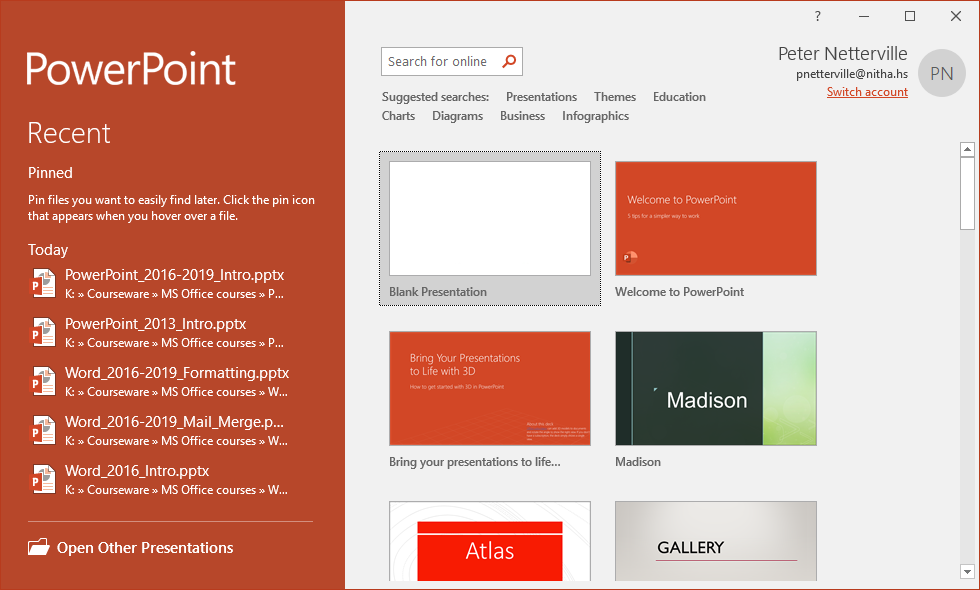 PowerPoint
Recent
Pinned
Pin files you want to easily find later. Click the pin icon
that appears when you hover over a file.
Today
PowerPoint_2016-2019_Intro.pptx
K: » Courseware » MS Office courses » P...
PowerPoint_2013_Intro.pptx
K: » Courseware » MS Office courses » P...
Word_2016-2019_Formatting.pptx
K: » Courseware » MS Office courses » W...
Word_2016-2019_Mail_Merge.p...
K: » Courseware » MS Office courses » W...
Word_2016_Intro.pptx
K: » Courseware » MS Office courses » W...
Open Other Presentations
?
Search for online
Peter Netterville
pnetterville@nitha.hs
Switch account
PN
Suggested searches: Presentations Themes Education
Charts Diagrams Business Infographics
Blank Presentation
Welcome to PowerPoint
5 tips for a simpler way to work
Welcome to PowerPoint
Bring Your Presentations
to Life with 3D
How to get started with 3D in PowerPoint
About this deck
Bring your presentations to life...
Madison
Madison
Atlas
GALLERY